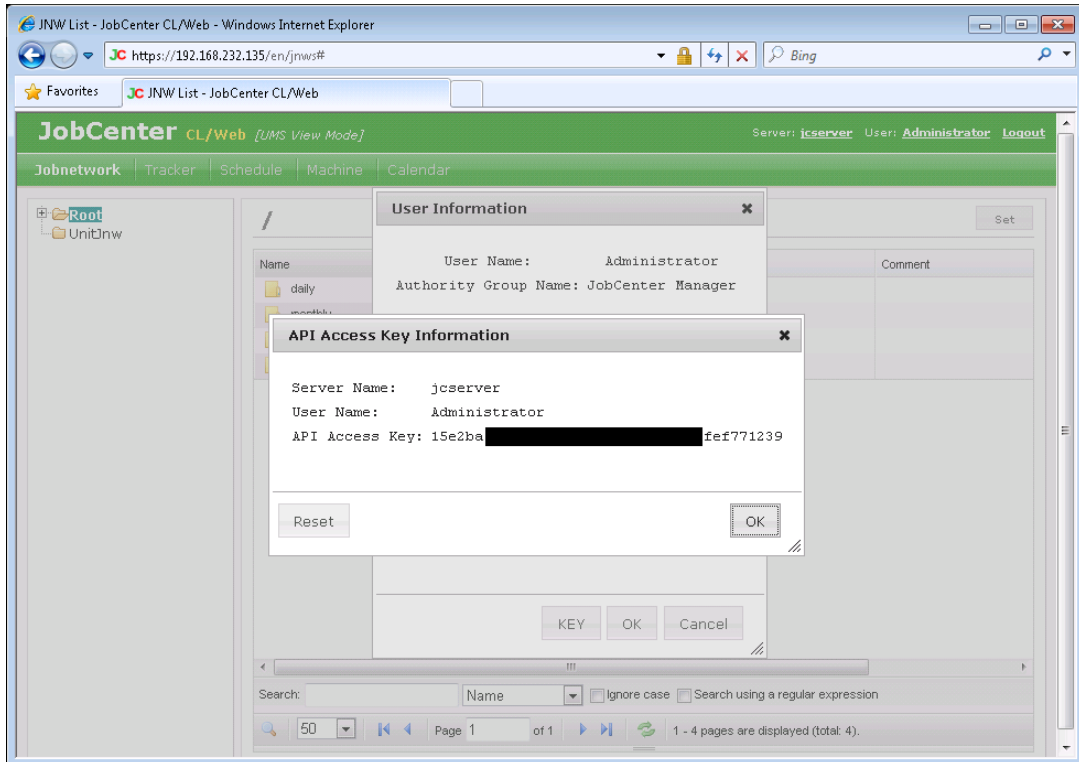 JNW List - JobCenter CL/Web - Windows Internet Explorer
JC https://192.168.232.135/en/jnws#
Bing
Favorites
JC JNW List - JobCenter CL/Web
JobCenter CL/Web [UMS View Mode]
Server: jcserver User: Administrator Logout
Jobnetwork Tracker Schedule Machine Calendar
Root
UnitJnw
/
Set
User Information
User Name: Administrator
Authority Group Name: JobCenter Manager
Name
Comment
daily
monthly
API Access Key Information
Server Name: jcserver
User Name: Administrator
API Access Key: 15e2ba fef771239
Reset
OK
KEY OK Cancel
Search: Name Ignore case Search using a regular expression
50 Page 1 of 1 1 - 4 pages are displayed (total: 4).